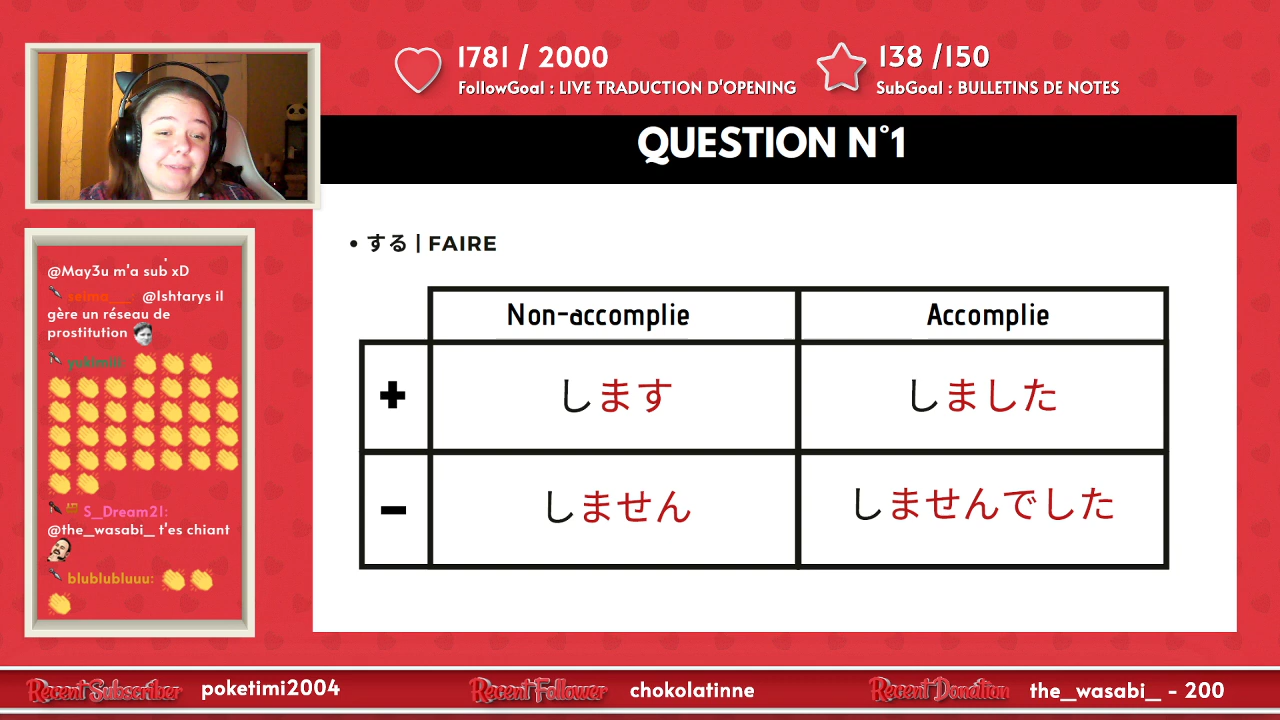 1781 / 2000
FollowGoal : LIVE TRADUCTION D'OPENING
138 /150
SubGoal : BULLETINS DE NOTES
QUESTION N°1
• する | FAIRE
Non-accomplie
Accomplie
+
します
しました
-
しません
しませんでした
@May3u m'a sub xD
selma___: @Ishtarys il
gère un réseau de
prostitution
yukimiii:
S_Dream21:
@the_wasabi_ t'es chiant
blublubluuu:
Recent Subscriber
poketimi2004
Recent Follower
chokolatinne
Recent Donation
the_wasabi_ - 200